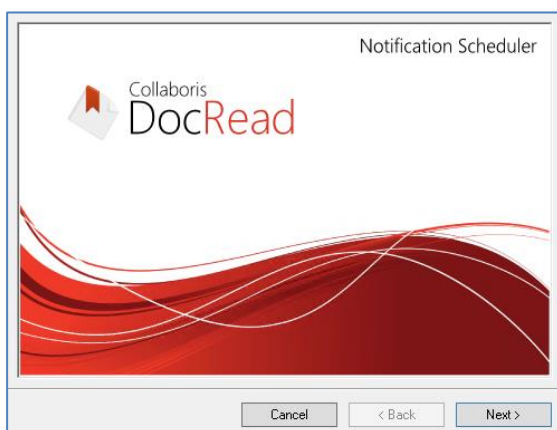 Notification Scheduler
Collaboris
DocRead
Cancel
< Back
Next >